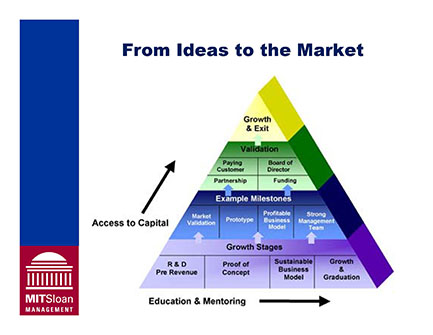 From Ideas to the Market
Growth
& Exit
Validation
Paying
Customer
Board of
Director
Partnership
Funding
Example Milestones
Market
Validation
Prototype
Profitable
Business
Model
Strong
Management
Team
Growth Stages
R & D
Pre Revenue
Proof of
Concept
Sustainable
Business
Model
Growth
&
Graduation
Access to Capital
Education & Mentoring
MITSloan
MANAGEMENT